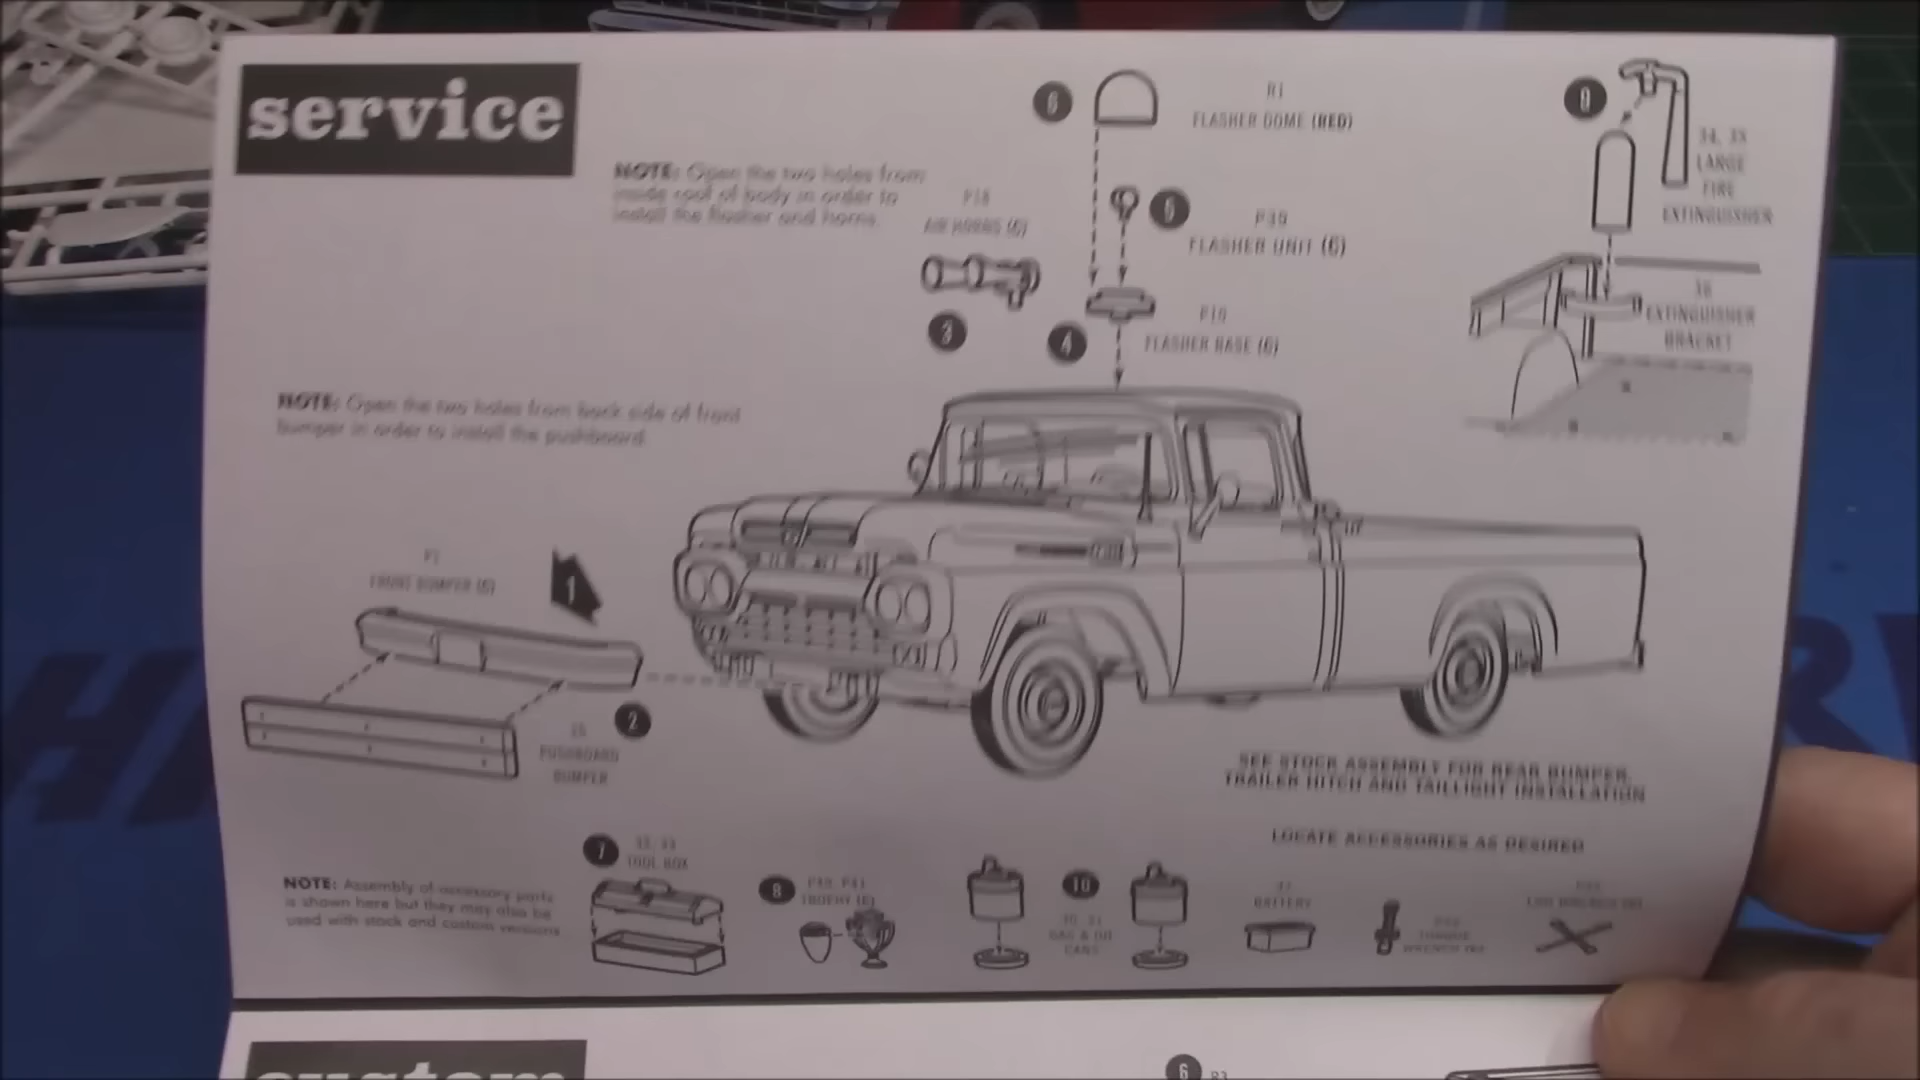 service
NOTE: Open the two holes from
inside roof of body in order to
install the flasher and horns.
6
R1
FLASHER DOME (RED)
9
34, 35
LARGE
FIRE
EXTINGUISHER
P18
AIR HORNS (6)
5
P39
FLASHER UNIT (6)
3
4
P19
FLASHER BASE (6)
36
EXTINGUISHER
BRACKET
NOTE: Open the two holes from back side of front
bumper in order to install the pushboard.
FRONT BUMPER (6)
1
2
PUSHBOARD
BUMPER
SEE STOCK ASSEMBLY FOR REAR BUMPER,
TRAILER HITCH AND TAILLIGHT INSTALLATION
LOCATE ACCESSORIES AS DESIRED
NOTE: Assembly of accessory parts
is shown here but they may also be
used with stock and custom versions
7
TOOL BOX
8
TROPHY (6)
10
GAS & OIL
CANS
BATTERY
WRENCH
custom
6
R3